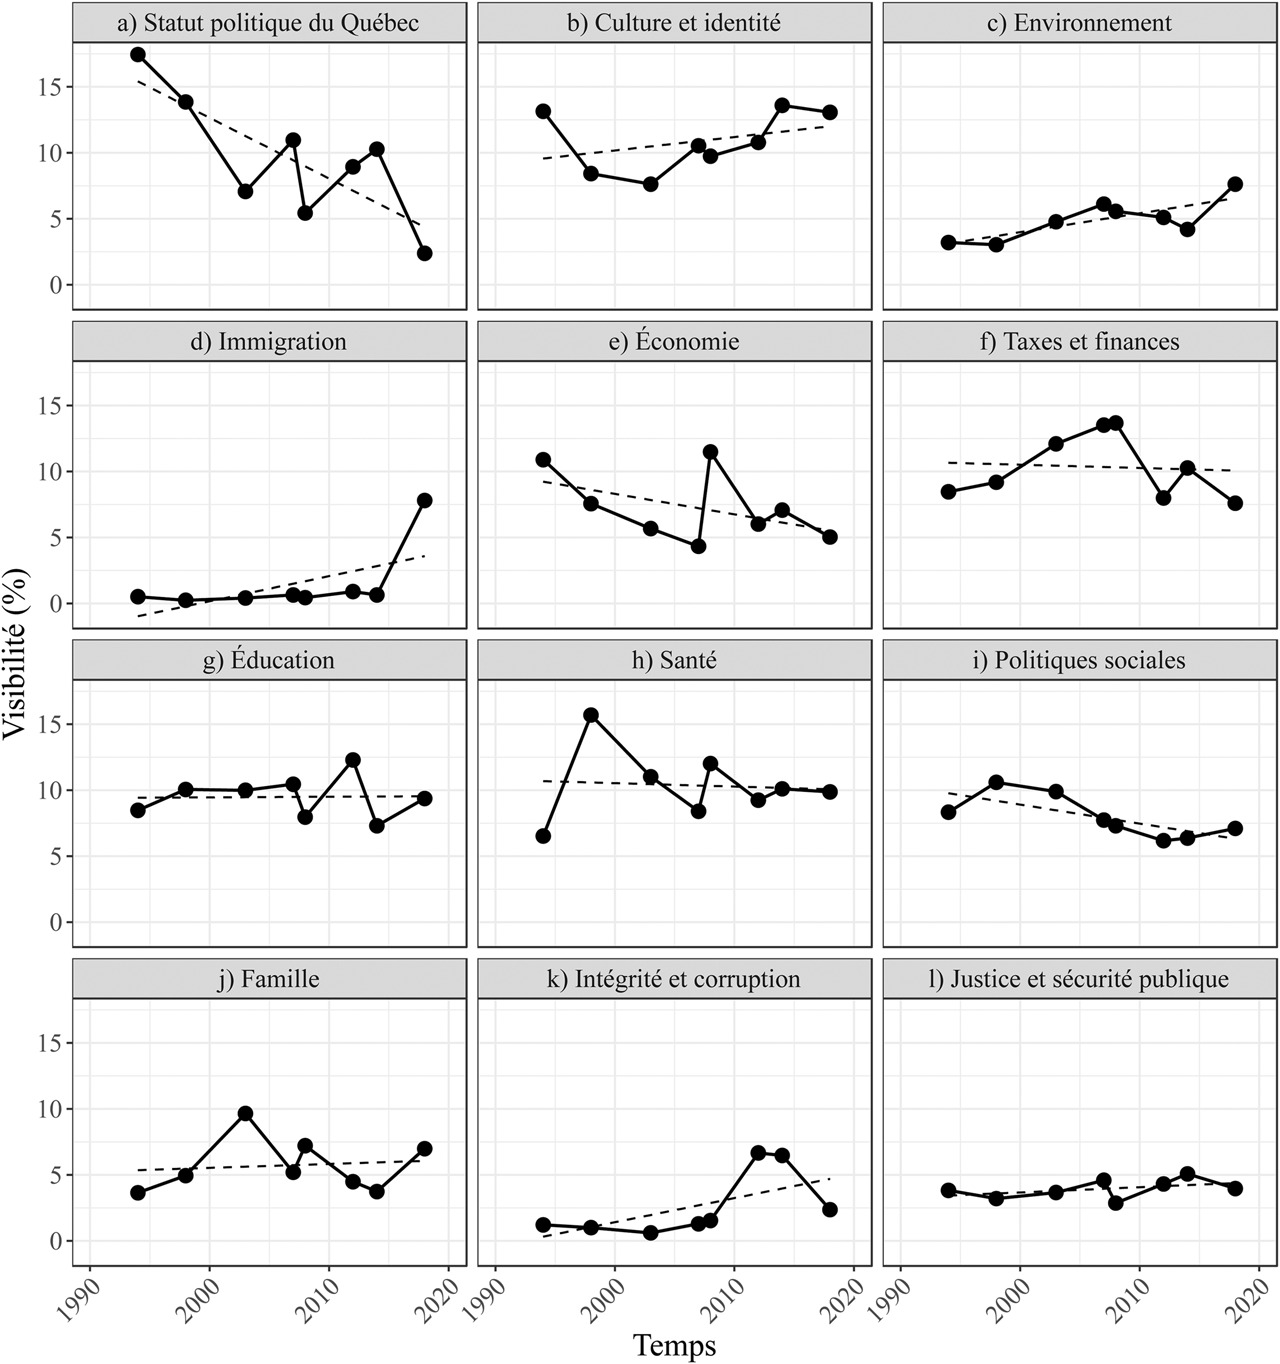 a) Statut politique du Québec
b) Culture et identité
c) Environnement
15
10
5
0
d) Immigration
e) Économie
f) Taxes et finances
15
10
5
0
g) Éducation
h) Santé
i) Politiques sociales
15
10
5
0
j) Famille
k) Intégrité et corruption
l) Justice et sécurité publique
15
10
5
0
Visibilité (%)
1990 2000 2010 2020
1990 2000 2010 2020
1990 2000 2010 2020
Temps